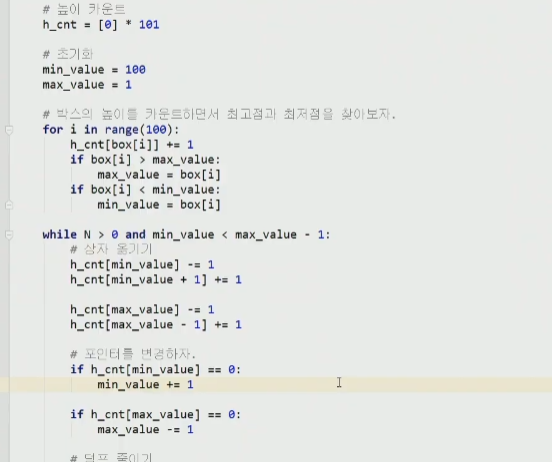 # 높이 카운트
h_cnt = [0] * 101
# 초기화
min_value = 100
max_value = 1
# 박스의 높이를 카운트하면서 최고점과 최저점을 찾아보자.
for i in range(100):
h_cnt[box[i]] += 1
if box[i] > max_value:
max_value = box[i]
if box[i] < min_value:
min_value = box[i]
while N > 0 and min_value < max_value - 1:
# 상자 옮기기
h_cnt[min_value] -= 1
h_cnt[min_value + 1] += 1
h_cnt[max_value] -= 1
h_cnt[max_value - 1] += 1
# 포인터를 변경하자.
if h_cnt[min_value] == 0:
min_value += 1
if h_cnt[max_value] == 0:
max_value -= 1
# 덤프 줄이기